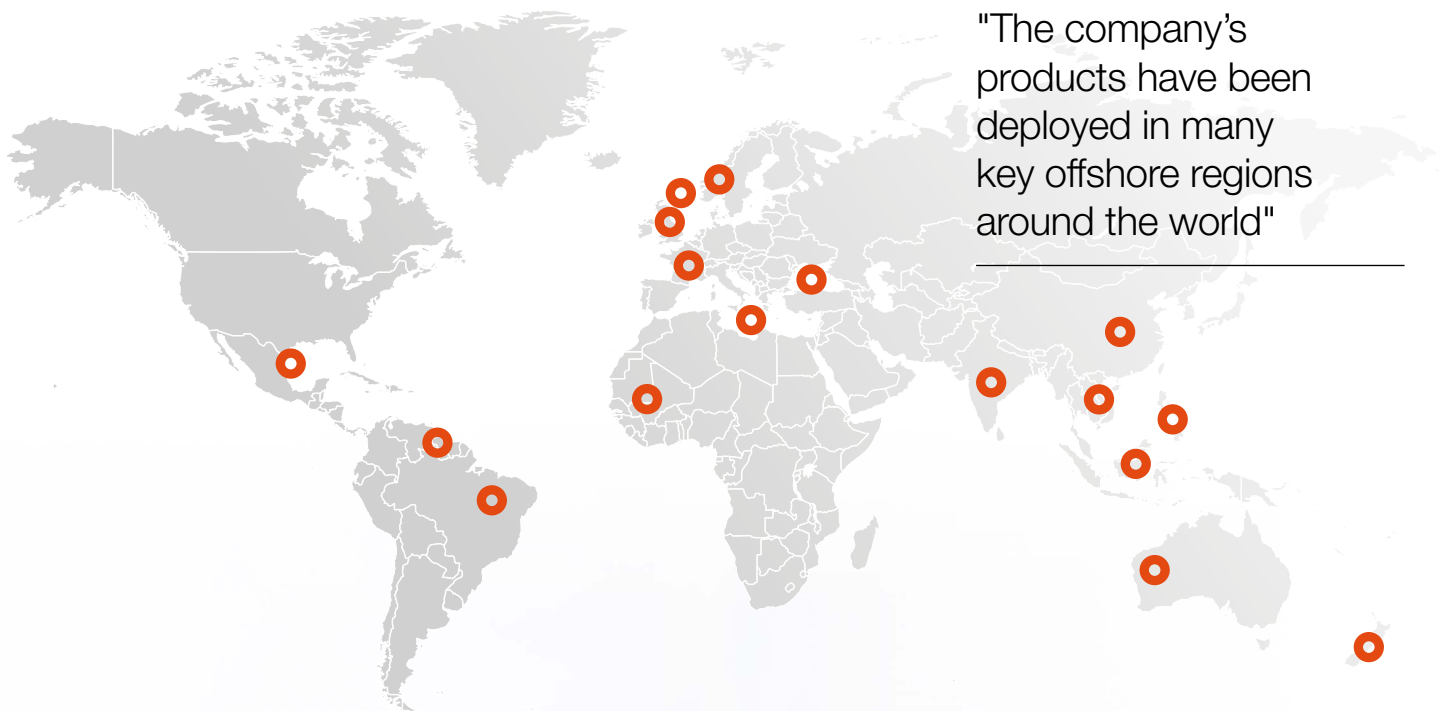 "The company’s
products have been
deployed in many
key offshore regions
around the world"